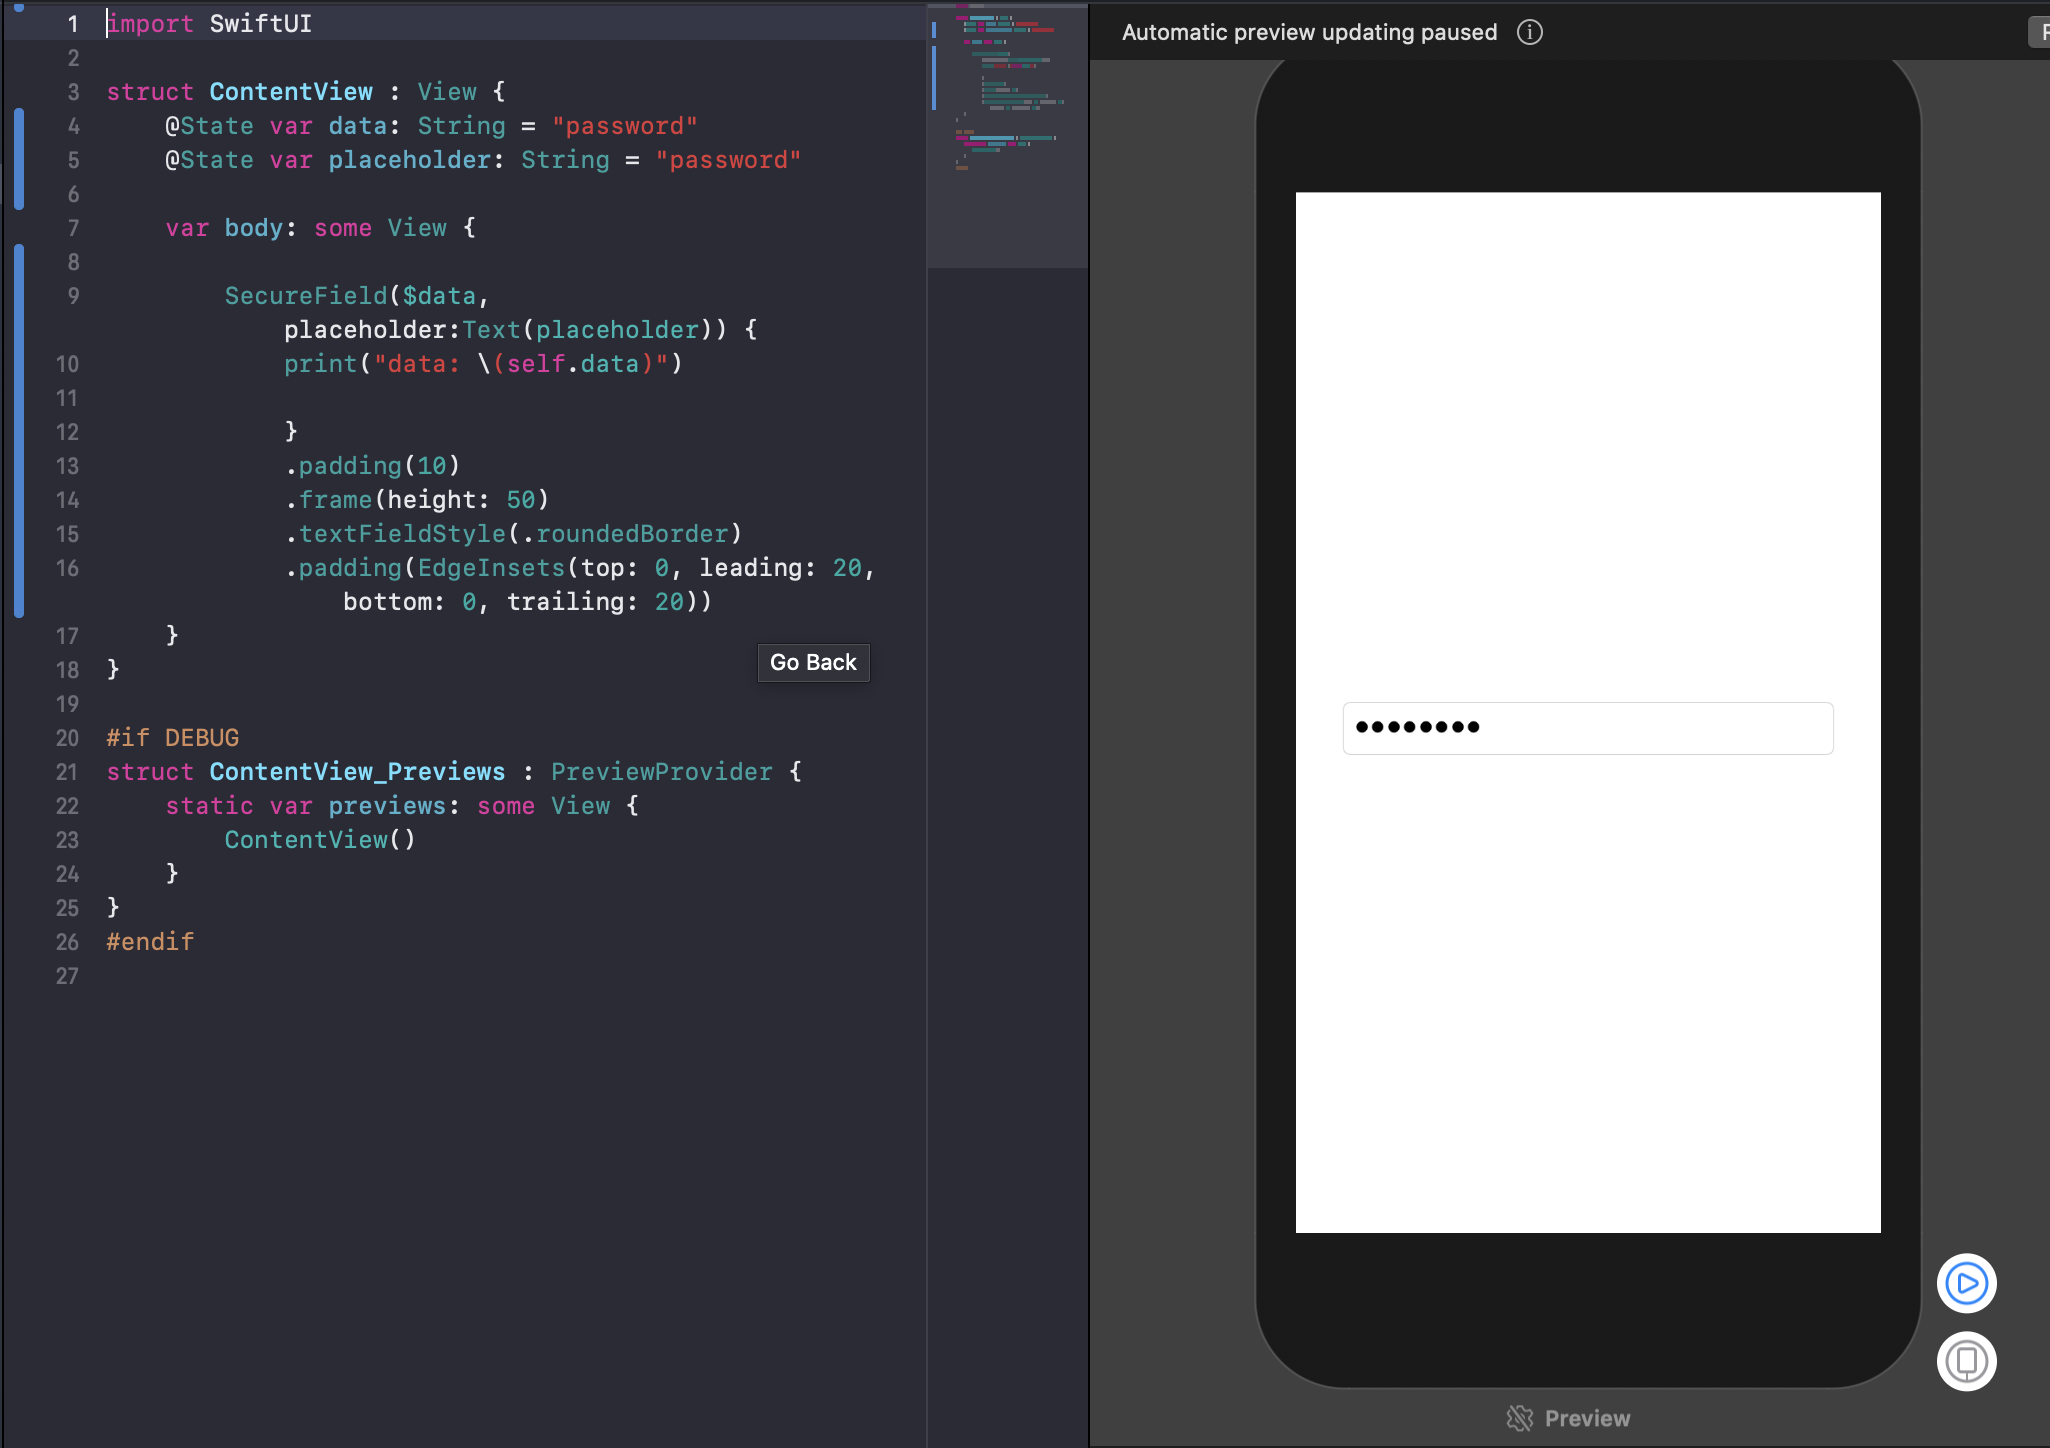 1 import SwiftUI
2
3 struct ContentView : View {
4 @State var data: String = "password"
5 @State var placeholder: String = "password"
6
7 var body: some View {
8
9 SecureField($data,
placeholder:Text(placeholder)) {
10 print("data: \(self.data)")
11
12 }
13 .padding(10)
14 .frame(height: 50)
15 .textFieldStyle(.roundedBorder)
16 .padding(EdgeInsets(top: 0, leading: 20,
bottom: 0, trailing: 20))
17 }
18 }
19
20 #if DEBUG
21 struct ContentView_Previews : PreviewProvider {
22 static var previews: some View {
23 ContentView()
24 }
25 }
26 #endif
27
Go Back
Automatic preview updating paused
Preview